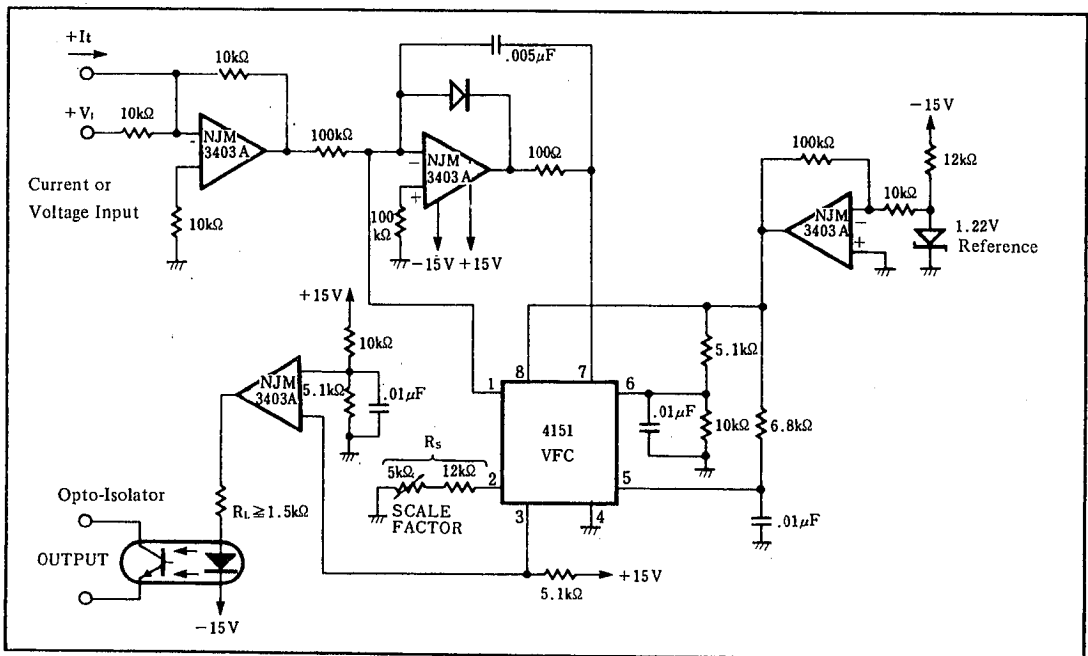 +It
10kΩ
+V₁
10kΩ
-
NJM
3403A
Current or
Voltage Input
10kΩ
100kΩ
.005μF
-
NJM
3403A
+
100
kΩ
-15V
+15V
100Ω
-15V
12kΩ
100kΩ
10kΩ
NJM
3403A
-
+
1.22V
Reference
+15V
10kΩ
NJM
3403A
5.1kΩ
.01μF
1
8
7
6
4151
VFC
2
3
4
5
.01μF
5.1kΩ
10kΩ
6.8kΩ
.01μF
Rs
5kΩ
12kΩ
SCALE
FACTOR
Opto-Isolator
RL≧1.5kΩ
OUTPUT
-15V
5.1kΩ
+15V